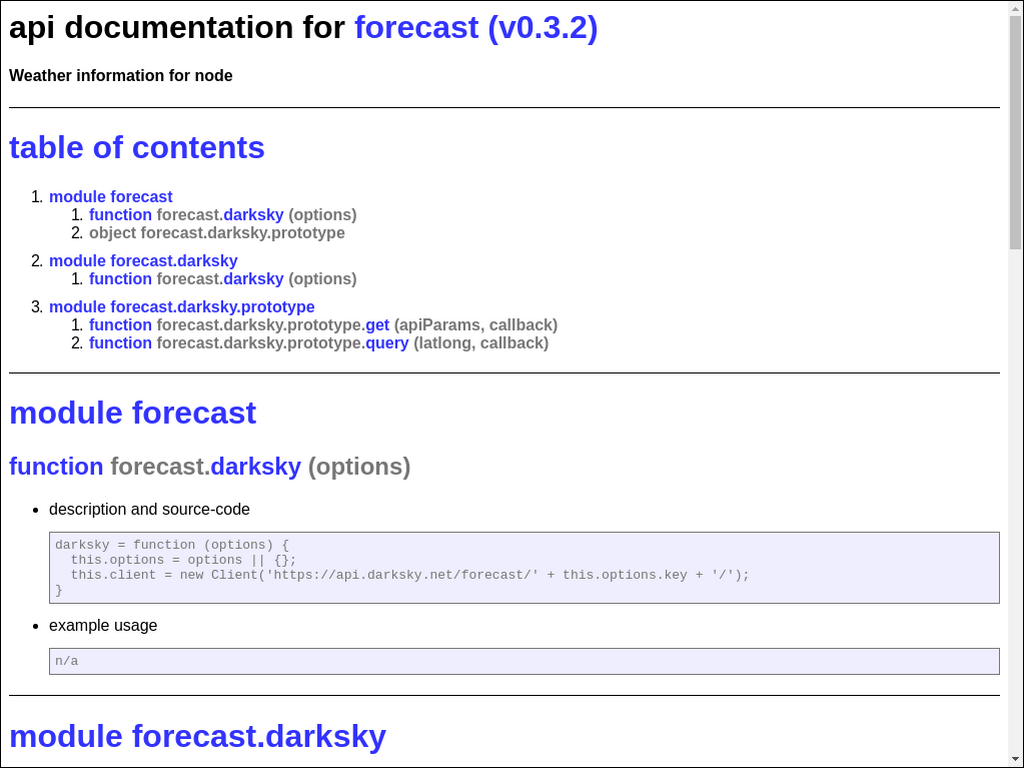 api documentation for forecast (v0.3.2)
Weather information for node
table of contents
1. module forecast
1. function forecast.darksky (options)
2. object forecast.darksky.prototype
2. module forecast.darksky
1. function forecast.darksky (options)
3. module forecast.darksky.prototype
1. function forecast.darksky.prototype.get (apiParams, callback)
2. function forecast.darksky.prototype.query (latlong, callback)
module forecast
function forecast.darksky (options)
• description and source-code
darksky = function (options) {
  this.options = options || {};
  this.client = new Client('https://api.darksky.net/forecast/' + this.options.key + '/');
}
• example usage
n/a
module forecast.darksky